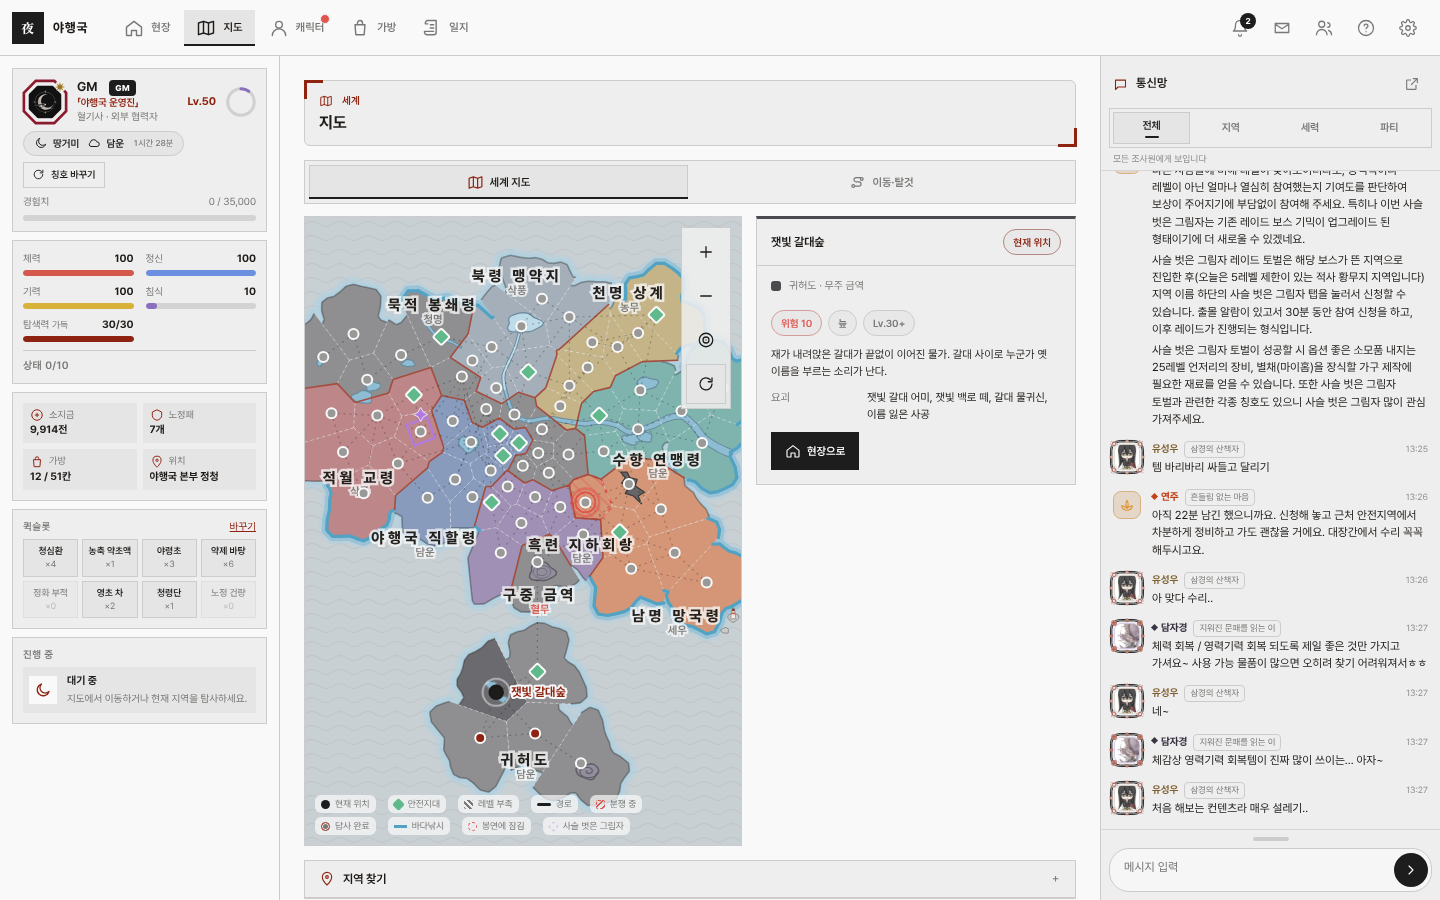 夜
야행국
현장
지도
캐릭터
가방
일지
2
GM
GM
「야행국 운영진」
혈기사 · 외부 협력자
Lv.50
땅거미
담운
1시간 28분
칭호 바꾸기
경험치
0 / 35,000
체력 100
정신 100
기력 100
침식 10
탐색력 가득 30/30
상태 0/10
소지금
9,914전
노정패
7개
가방
12 / 51칸
위치
야행국 본부 정청
퀵슬롯
바꾸기
청심환
×4
농축 약초액
×1
야령초
×3
약제 바탕
×6
정화 부적
×0
영초 차
×2
청령단
×1
노정 건량
×0
진행 중
대기 중
지도에서 이동하거나 현재 지역을 탐사하세요.
세계
지도
세계 지도
이동·탈것
북령 맹약지
삭풍
천명 상계
농무
묵적 봉쇄령
청명
수향 연맹령
담운
적월 교령
야행국 직할령
담운
흑련 지하회랑
담운
구중 금역
혈무
남명 망국령
세우
잿빛 갈대숲
귀허도
담운
현재 위치
안전지대
레벨 부족
경로
분쟁 중
답사 완료
바다낚시
봉연에 잠김
사슬 벗은 그림자
잿빛 갈대숲
현재 위치
귀허도 · 무주 금역
위험 10
늪
Lv.30+
재가 내려앉은 갈대가 끝없이 이어진 물가. 갈대 사이로 누군가 옛
이름을 부르는 소리가 난다.
요괴
잿빛 갈대 어미, 잿빛 백로 떼, 갈대 물귀신,
이름 잃은 사공
현장으로
지역 찾기
+
통신망
전체
지역
세력
파티
모든 조사원에게 보입니다
레벨이 아닌 얼마나 열심히 참여했는지 기여도를 판단하여
보상이 주어지기에 부담없이 참여해 주세요. 특히나 이번 사슬
벗은 그림자는 기존 레이드 보스 기믹이 업그레이드 된
형태이기에 더 새로울 수 있겠네요.
사슬 벗은 그림자 레이드 토벌은 해당 보스가 뜬 지역으로
진입한 후(오늘은 5레벨 제한이 있는 적사 황무지 지역입니다)
지역 이름 하단의 사슬 벗은 그림자 탭을 눌러서 신청할 수
있습니다. 출몰 알람이 있고서 30분 동안 참여 신청을 하고,
이후 레이드가 진행되는 형식입니다.
사슬 벗은 그림자 토벌이 성공할 시 옵션 좋은 소모품 내지는
25레벨 언저리의 장비, 별채(마이홈)을 장식할 가구 제작에
필요한 재료를 얻을 수 있습니다. 또한 사슬 벗은 그림자
토벌과 관련한 각종 칭호도 있으니 사슬 벗은 그림자 많이 관심
가져주세요.
유성우
삼경의 산책자
13:25
템 바리바리 싸들고 달리기
연주
흔들림 없는 마음
13:26
아직 22분 남긴 했으니까요. 신청해 놓고 근처 안전지역에서
차분하게 정비하고 가도 괜찮을 거에요. 대장간에서 수리 꼭꼭
해두시고요.
유성우
삼경의 산책자
13:26
아 맞다 수리..
담자경
지워진 문패를 읽는 이
13:27
체력 회복 / 영력기력 회복 되도록 제일 좋은 것만 가지고
가셔요~ 사용 가능 물품이 많으면 오히려 찾기 어려워져서ㅎㅎ
유성우
삼경의 산책자
13:27
네~
담자경
지워진 문패를 읽는 이
13:27
체감상 영력기력 회복템이 진짜 많이 쓰이는... 아자~
유성우
삼경의 산책자
13:27
처음 해보는 컨텐츠라 매우 설레기..
메시지 입력